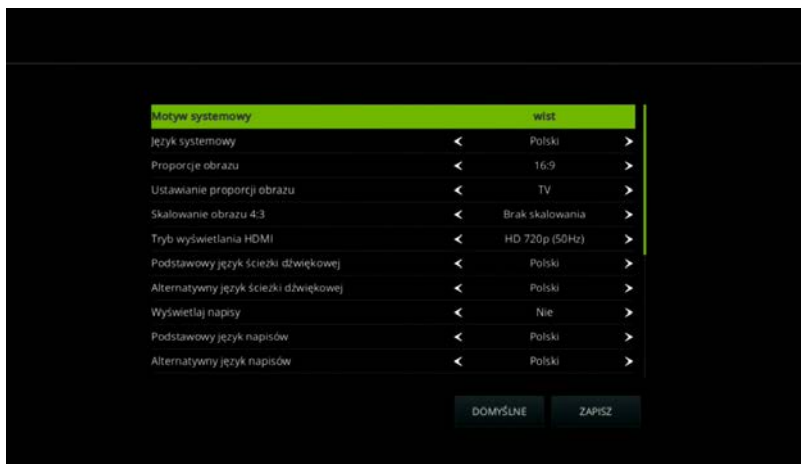 Motyw systemowy wist
Język systemowy Polski
Proporcje obrazu 16:9
Ustawianie proporcji obrazu TV
Skalowanie obrazu 4:3 Brak skalowania
Tryb wyświetlania HDMI HD 720p (50Hz)
Podstawowy język ścieżki dźwiękowej Polski
Alternatywny język ścieżki dźwiękowej Polski
Wyświetlaj napisy Nie
Podstawowy język napisów Polski
Alternatywny język napisów Polski
DOMYŚLNE ZAPISZ